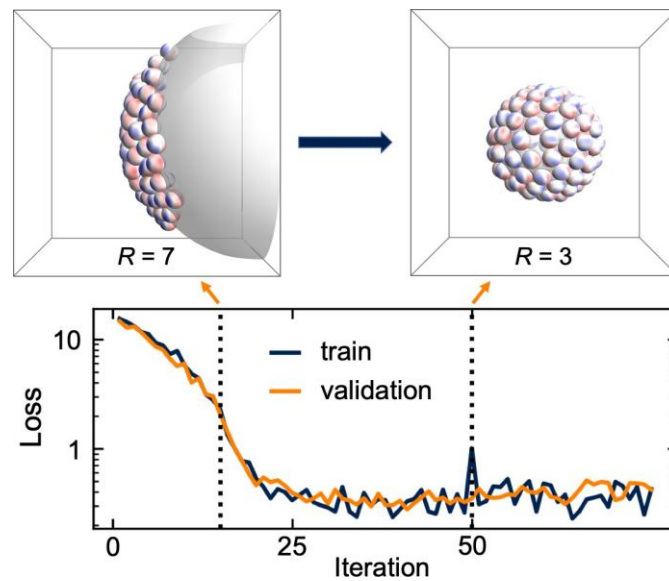 R = 7
R = 3
10
1
Loss
train
validation
0
25
50
Iteration